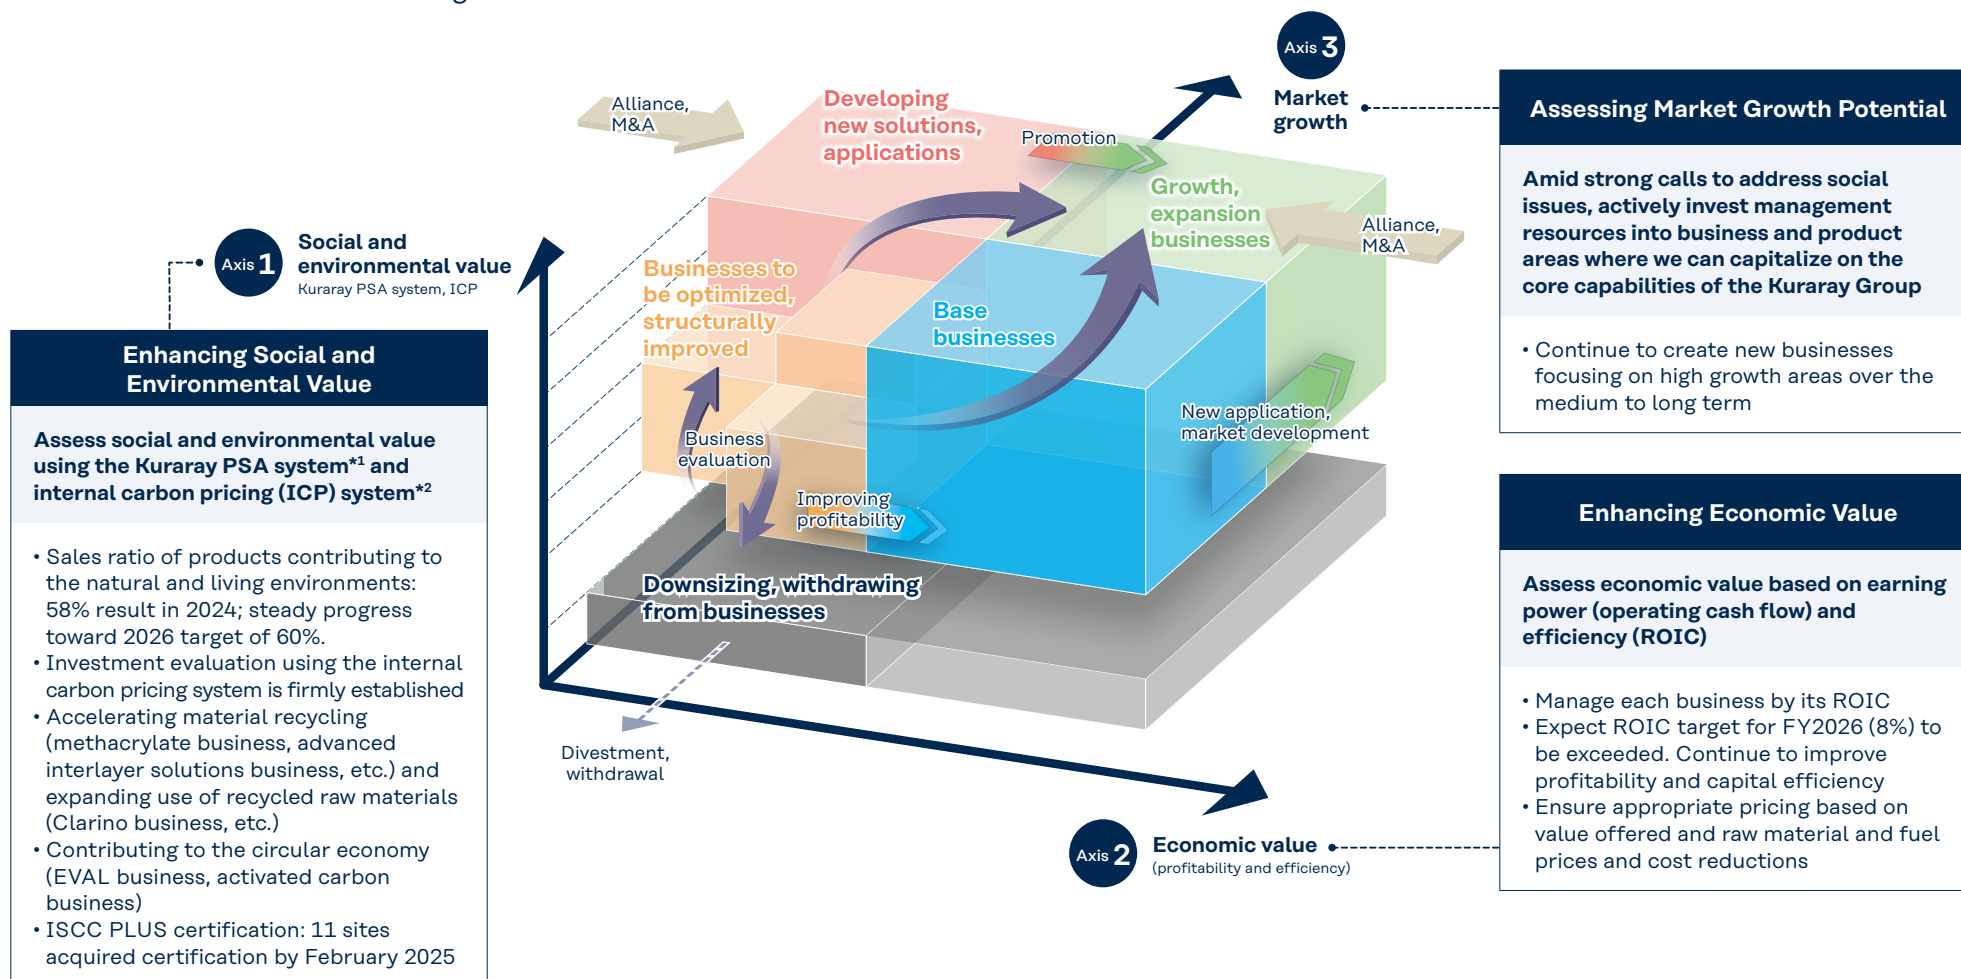 Axis 1
Social and
environmental value
Kuraray PSA system, ICP
Enhancing Social and
Environmental Value
Assess social and environmental value
using the Kuraray PSA system*1 and
internal carbon pricing (ICP) system*2
• Sales ratio of products contributing to
the natural and living environments:
58% result in 2024; steady progress
toward 2026 target of 60%.
• Investment evaluation using the internal
carbon pricing system is firmly established
• Accelerating material recycling
(methacrylate business, advanced
interlayer solutions business, etc.) and
expanding use of recycled raw materials
(Clarino business, etc.)
• Contributing to the circular economy
(EVAL business, activated carbon
business)
• ISCC PLUS certification: 11 sites
acquired certification by February 2025
Alliance,
M&A
Developing
new solutions,
applications
Promotion
Growth,
expansion
businesses
Alliance,
M&A
Businesses to
be optimized,
structurally
improved
Base
businesses
New application,
market development
Business
evaluation
Improving
profitability
Downsizing, withdrawing
from businesses
Divestment,
withdrawal
Axis 3
Market
growth
Assessing Market Growth Potential
Amid strong calls to address social
issues, actively invest management
resources into business and product
areas where we can capitalize on the
core capabilities of the Kuraray Group
• Continue to create new businesses
focusing on high growth areas over the
medium to long term
Axis 2
Economic value
(profitability and efficiency)
Enhancing Economic Value
Assess economic value based on earning
power (operating cash flow) and
efficiency (ROIC)
• Manage each business by its ROIC
• Expect ROIC target for FY2026 (8%) to
be exceeded. Continue to improve
profitability and capital efficiency
• Ensure appropriate pricing based on
value offered and raw material and fuel
prices and cost reductions